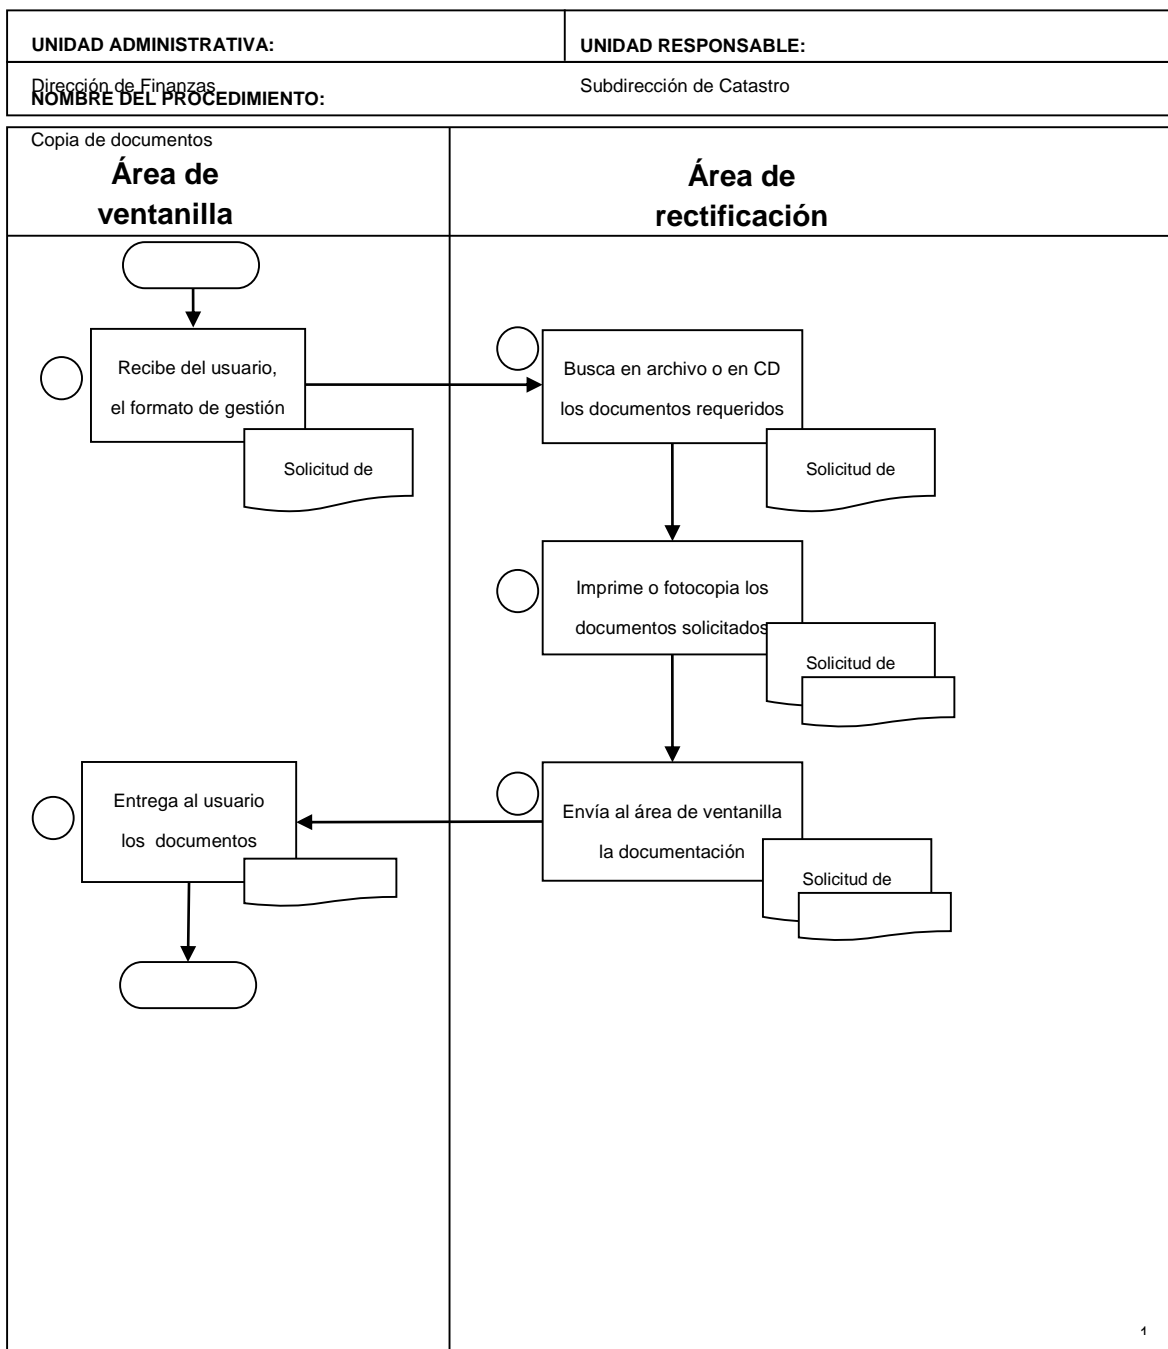 UNIDAD ADMINISTRATIVA:
UNIDAD RESPONSABLE:
Dirección de Finanzas
Subdirección de Catastro
NOMBRE DEL PROCEDIMIENTO:
Copia de documentos
Área de
ventanilla
Área de
rectificación
Recibe del usuario,
el formato de gestión
Solicitud de
Busca en archivo o en CD
los documentos requeridos
Solicitud de
Imprime o fotocopia los
documentos solicitados
Solicitud de
Envía al área de ventanilla
la documentación
Solicitud de
Entrega al usuario
los documentos
1